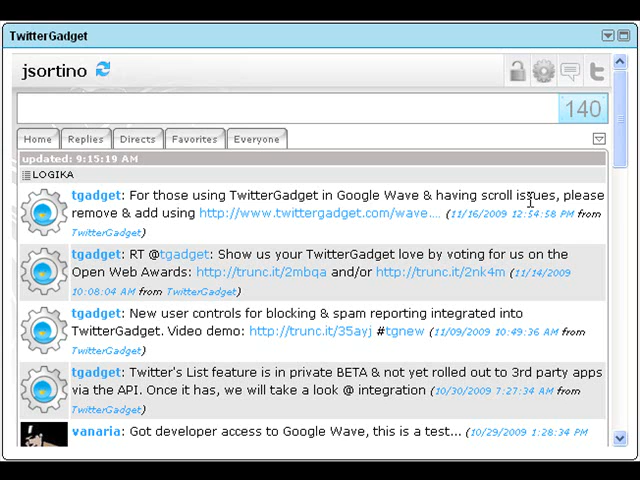 TwitterGadget
jsortino
140
Home Replies Directs Favorites Everyone
updated: 9:15:19 AM
LOGIKA
tgadget: For those using TwitterGadget in Google Wave & having scroll issues, please
remove & add using http://www.twittergadget.com/wave.... (11/16/2009 12:54:58 PM from
TwitterGadget)
tgadget: RT @tgadget: Show us your TwitterGadget love by voting for us on the
Open Web Awards: http://trunc.it/2mbqa and/or http://trunc.it/2nk4m (11/14/2009
10:08:04 AM from TwitterGadget)
tgadget: New user controls for blocking & spam reporting integrated into
TwitterGadget. Video demo: http://trunc.it/35ayj #tgnew (11/09/2009 10:49:36 AM from
TwitterGadget)
tgadget: Twitter's List feature is in private BETA & not yet rolled out to 3rd party apps
via the API. Once it has, we will take a look @ integration (10/30/2009 7:27:34 AM from
TwitterGadget)
vanaria: Got developer access to Google Wave, this is a test... (10/29/2009 1:28:34 PM